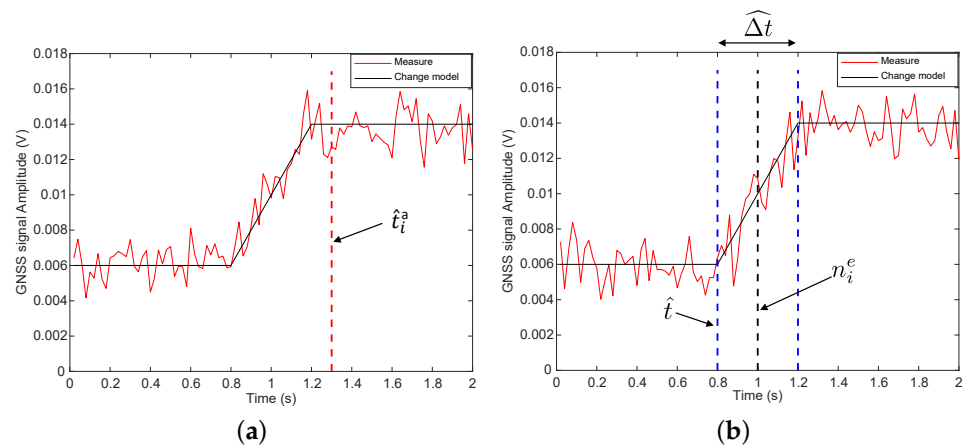 GNSS signal Amplitude (V)
0.018
0.016
0.014
0.012
0.01
0.008
0.006
0.004
0.002
0
0 0.2 0.4 0.6 0.8 1 1.2 1.4 1.6 1.8 2
Time (s)
Measure
Change model
t̂ᵢᵃ
(a)
Δ̂t
GNSS signal Amplitude (V)
0.018
0.016
0.014
0.012
0.01
0.008
0.006
0.004
0.002
0
0 0.2 0.4 0.6 0.8 1 1.2 1.4 1.6 1.8 2
Time (s)
Measure
Change model
t̂
nᵢᵉ
(b)